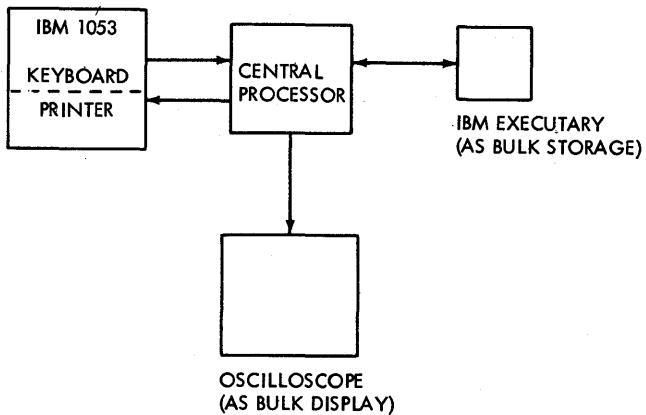 IBM 1053
KEYBOARD
PRINTER
CENTRAL
PROCESSOR
IBM EXECUTARY
(AS BULK STORAGE)
OSCILLOSCOPE
(AS BULK DISPLAY)